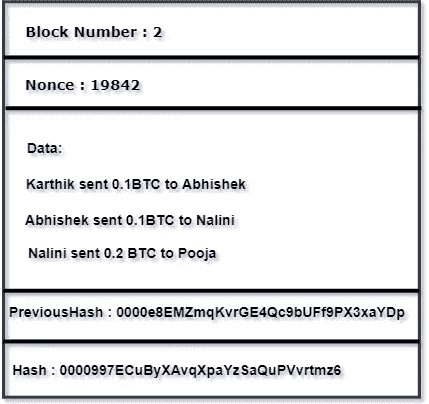 Block Number : 2
Nonce : 19842
Data:
Karthik sent 0.1BTC to Abhishek
Abhishek sent 0.1BTC to Nalini
Nalini sent 0.2 BTC to Pooja
PreviousHash : 0000e8EMZmqKvrGE4Qc9bUFf9PX3xaYDp
Hash : 0000997ECuByXAvqXpaYzSaQuPVvrtmz6